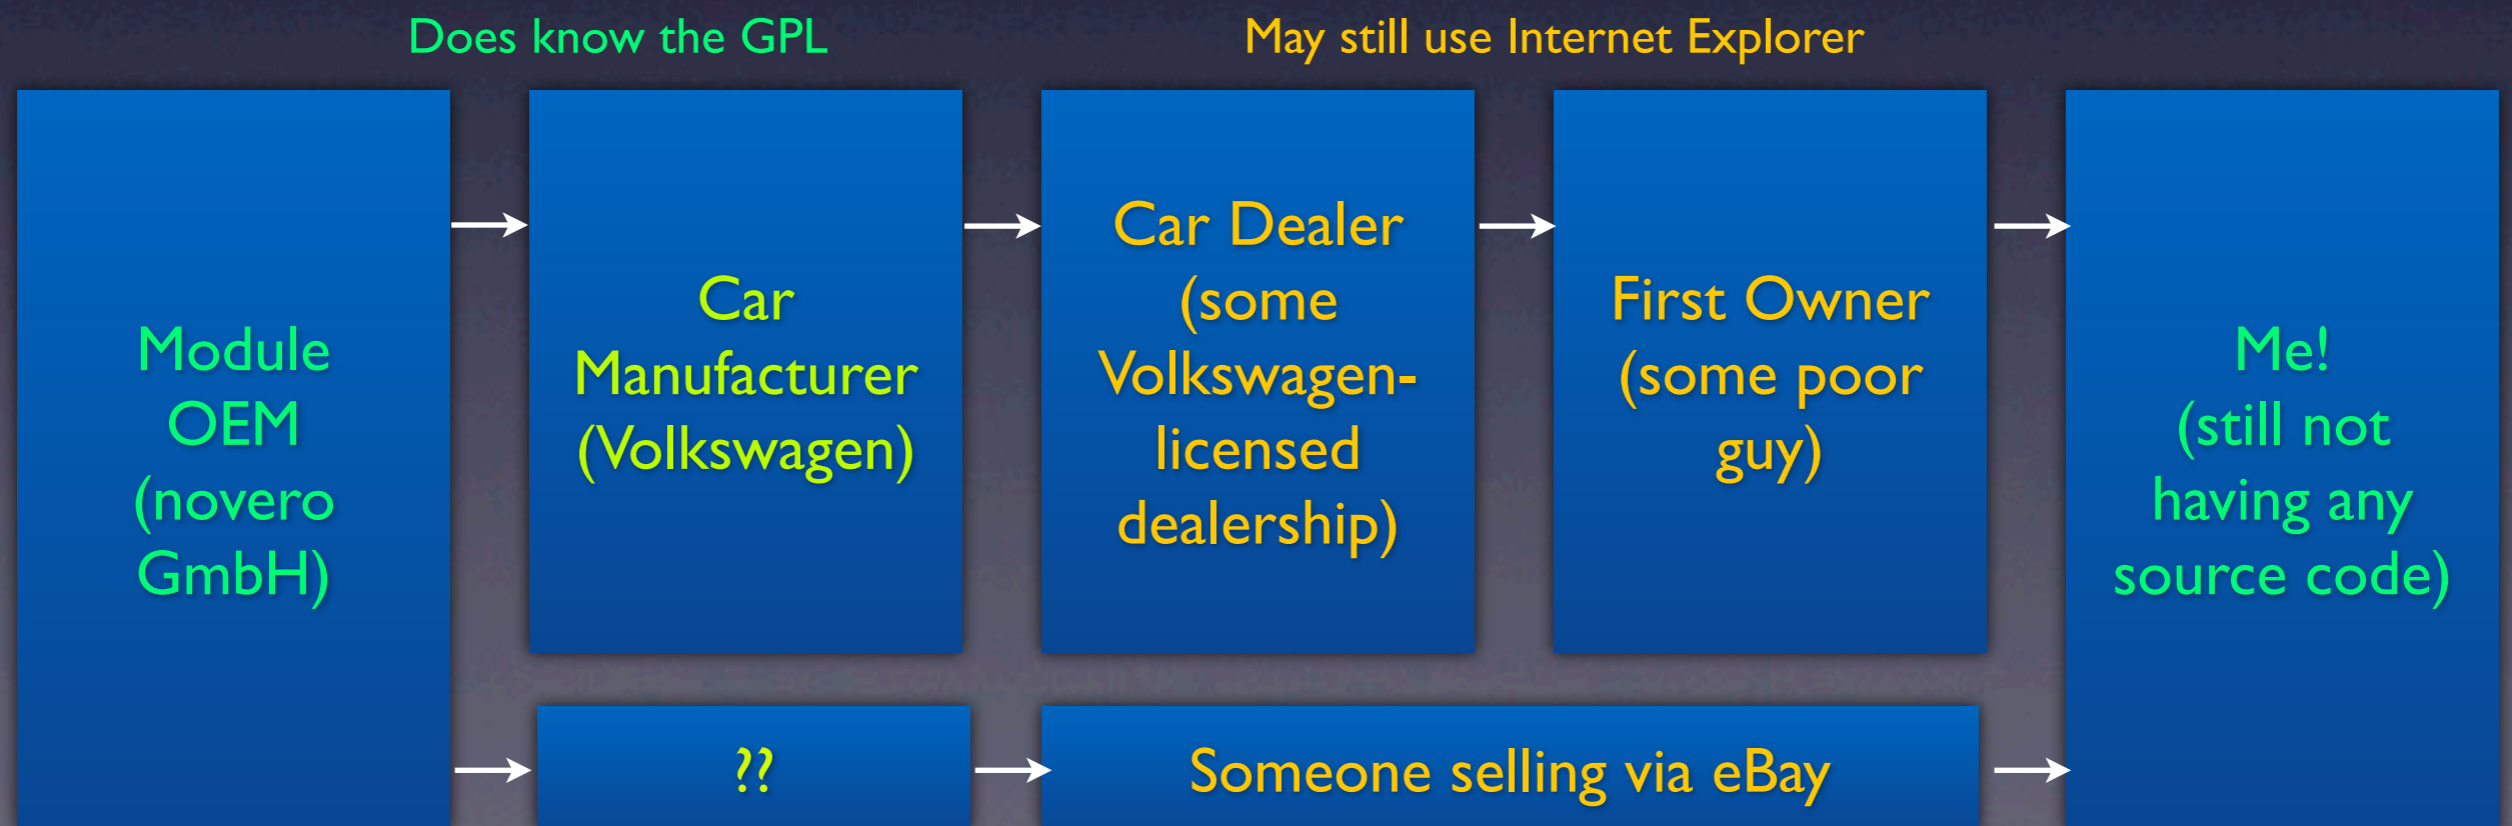 Does know the GPL
May still use Internet Explorer
Module
OEM
(novero
GmbH)
Car
Manufacturer
(Volkswagen)
Car Dealer
(some
Volkswagen-
licensed
dealership)
First Owner
(some poor
guy)
Me!
(still not
having any
source code)
??
Someone selling via eBay